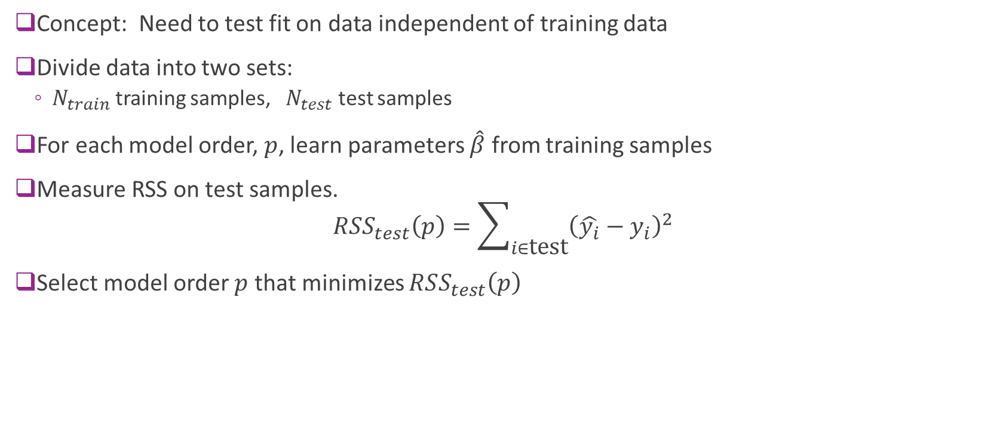 ❑Concept: Need to test fit on data independent of training data
❑Divide data into two sets:
◦ $N_{train}$ training samples, $N_{test}$ test samples
❑For each model order, $p$, learn parameters $\hat{\beta}$ from training samples
❑Measure RSS on test samples.
$RSS_{test}(p) = \sum_{i \in \text{test}} (\hat{y_i} - y_i)^2$
❑Select model order $p$ that minimizes $RSS_{test}(p)$